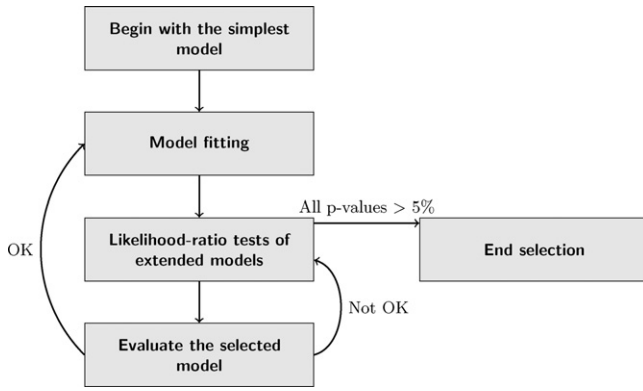 Begin with the simplest
model
Model fitting
All p-values > 5%
Likelihood-ratio tests of
extended models
End selection
OK
Not OK
Evaluate the selected
model